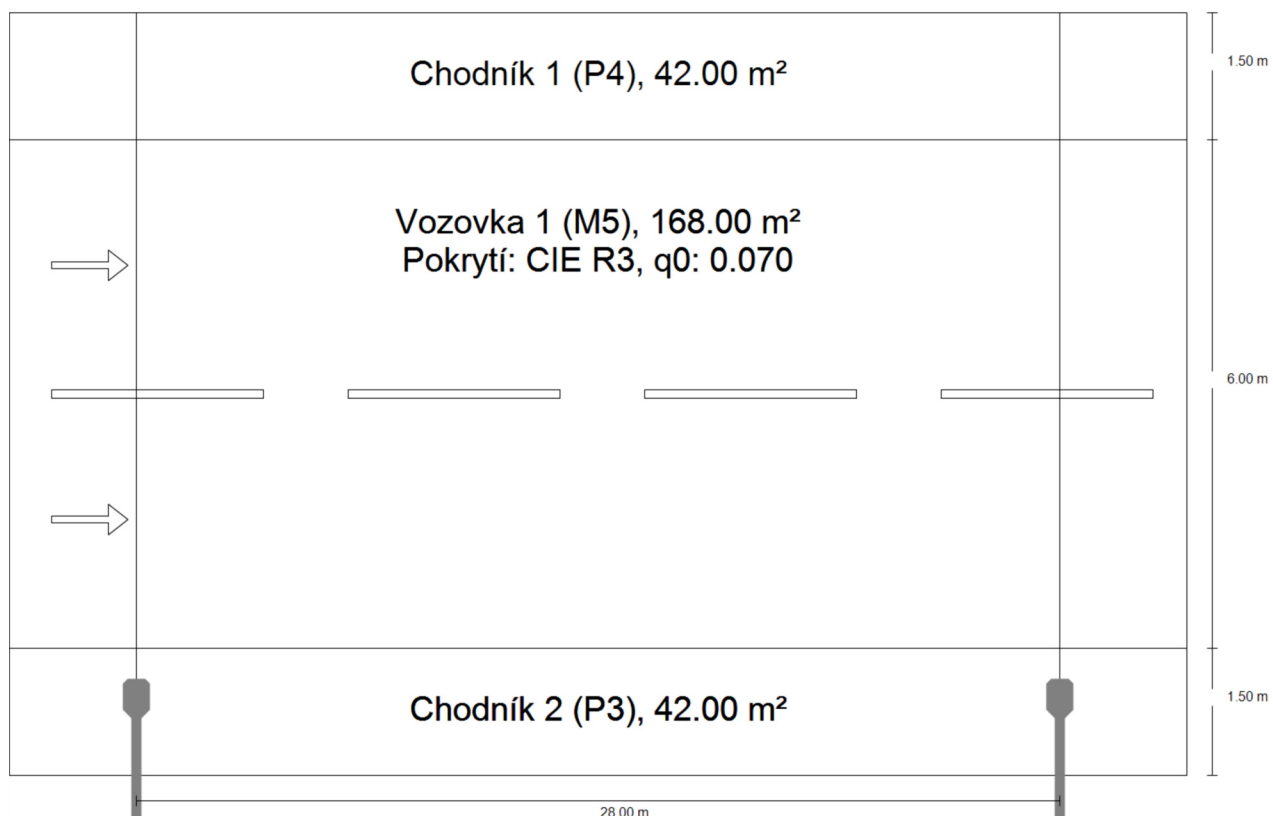 Chodník 1 (P4), 42.00 m²
1.50 m
Vozovka 1 (M5), 168.00 m²
Pokrytí: CIE R3, q0: 0.070
6.00 m
Chodník 2 (P3), 42.00 m²
1.50 m
28.00 m